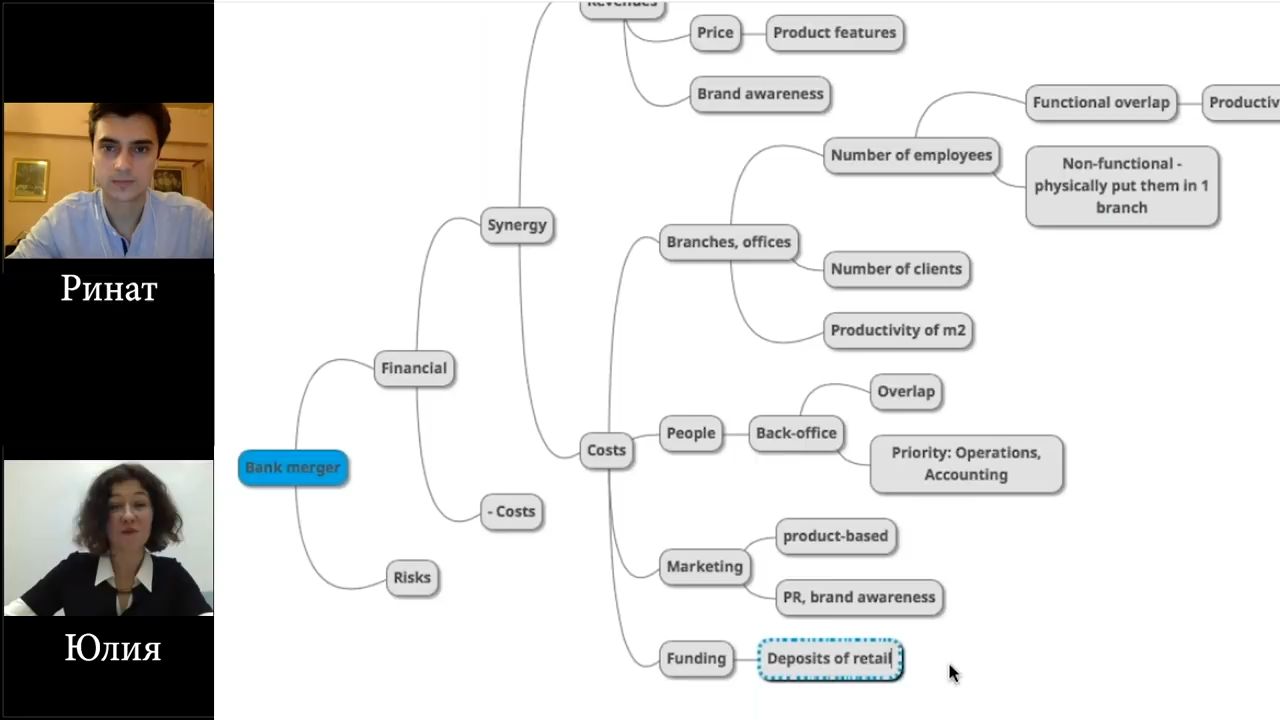 Revenues
Price
Product features
Brand awareness
Functional overlap
Number of employees
Non-functional -
physically put them in 1
branch
Synergy
Branches, offices
Number of clients
Ринат
Productivity of m2
Financial
Overlap
People
Back-office
Costs
Priority: Operations,
Accounting
Bank merger
- Costs
product-based
Marketing
Risks
PR, brand awareness
Юлия
Funding
Deposits of retail